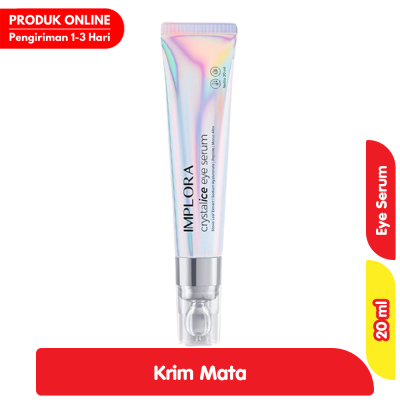 PRODUK ONLINE
Pengiriman 1-3 Hari
IMPLORA
crystalice eye serum
Eye Serum
20 ml
Krim Mata